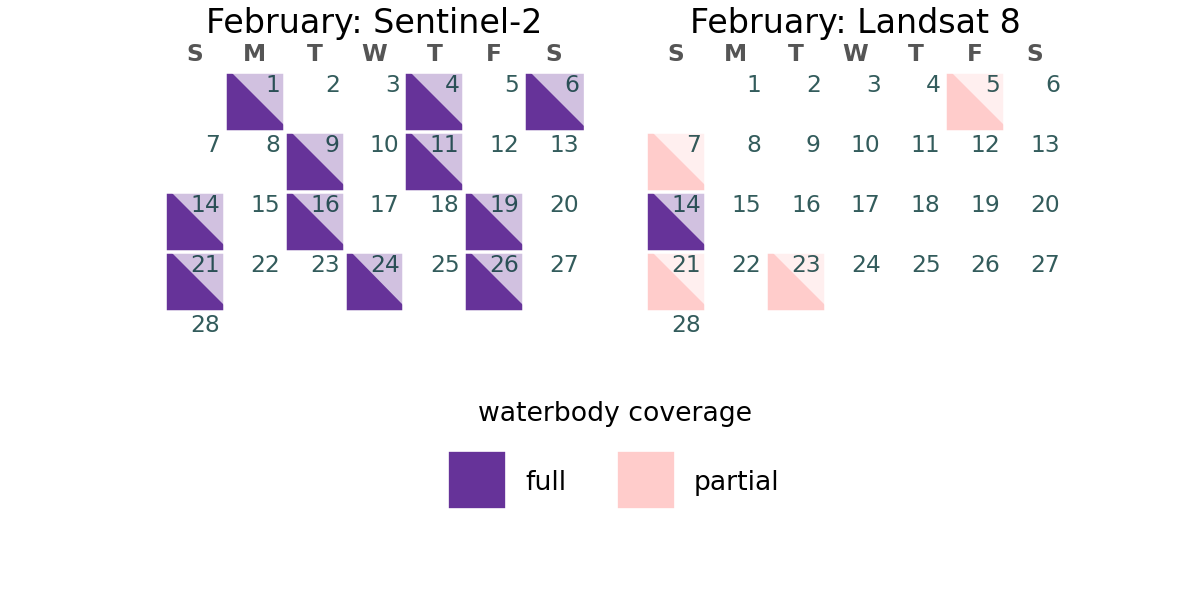 February: Sentinel-2
S M T W T F S
1 2 3 4 5 6
7 8 9 10 11 12 13
14 15 16 17 18 19 20
21 22 23 24 25 26 27
28
February: Landsat 8
S M T W T F S
1 2 3 4 5 6
7 8 9 10 11 12 13
14 15 16 17 18 19 20
21 22 23 24 25 26 27
28
waterbody coverage
full partial